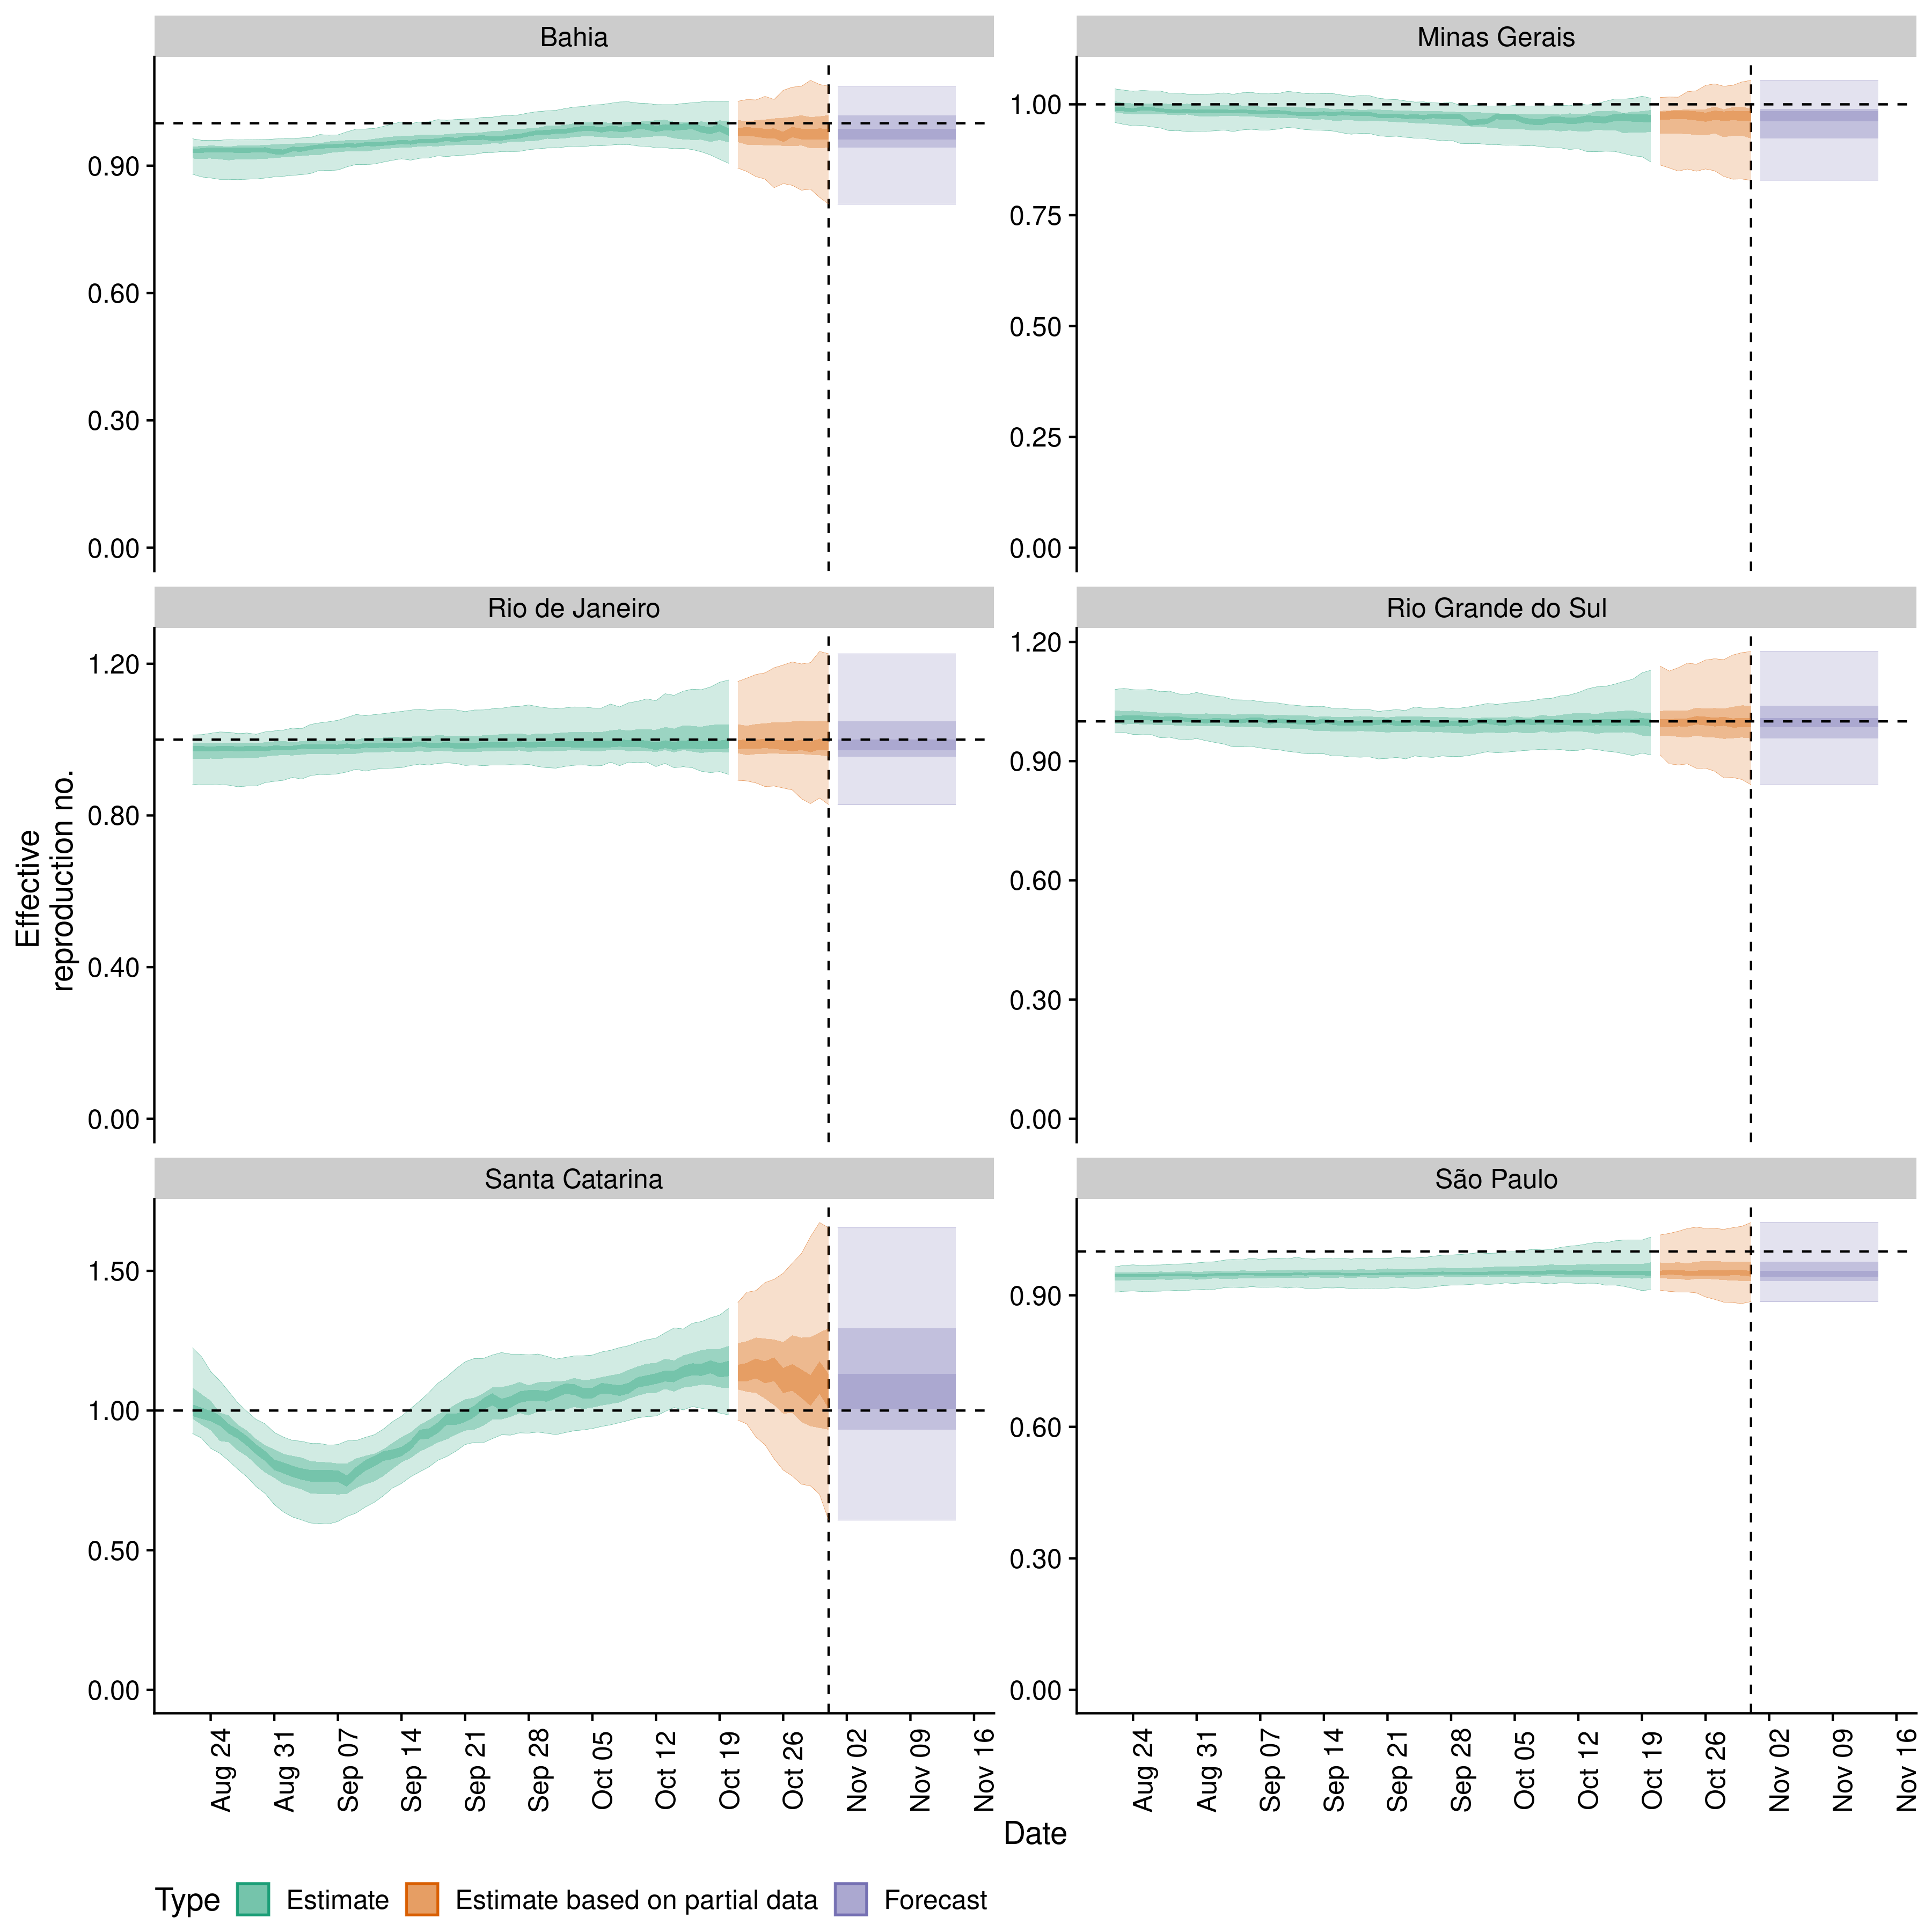 Bahia
Minas Gerais
0.90
0.60
0.30
0.00
1.00
0.75
0.50
0.25
0.00
Rio de Janeiro
Rio Grande do Sul
1.20
0.80
0.40
0.00
1.20
0.90
0.60
0.30
0.00
Effective
reproduction no.
Santa Catarina
São Paulo
1.50
1.00
0.50
0.00
0.90
0.60
0.30
0.00
Aug 24
Aug 31
Sep 07
Sep 14
Sep 21
Sep 28
Oct 05
Oct 12
Oct 19
Oct 26
Nov 02
Nov 09
Nov 16
Aug 24
Aug 31
Sep 07
Sep 14
Sep 21
Sep 28
Oct 05
Oct 12
Oct 19
Oct 26
Nov 02
Nov 09
Nov 16
Date
Type Estimate Estimate based on partial data Forecast